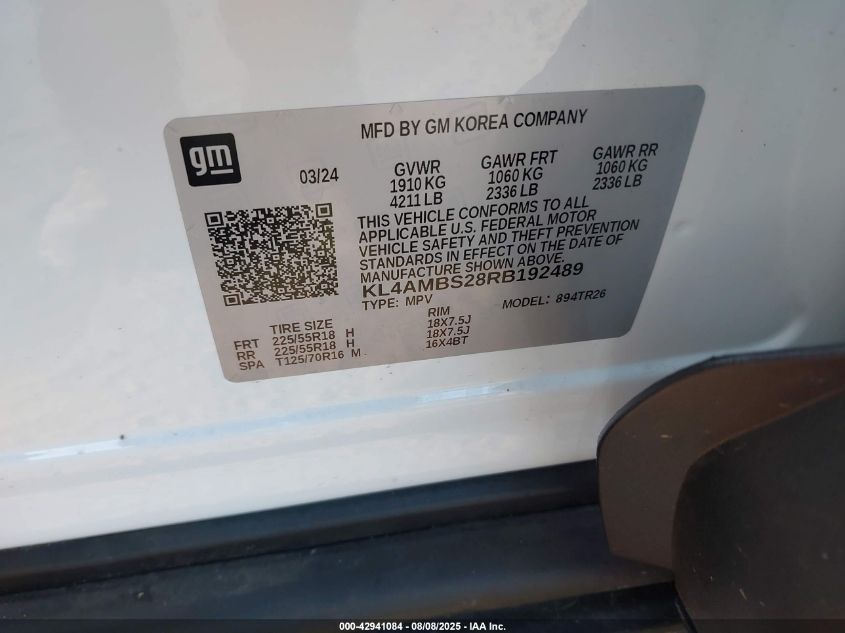 MFD BY GM KOREA COMPANY
gm
03/24
GVWR
1910 KG
4211 LB
GAWR FRT
1060 KG
2336 LB
GAWR RR
1060 KG
2336 LB
THIS VEHICLE CONFORMS TO ALL
APPLICABLE U.S. FEDERAL MOTOR
VEHICLE SAFETY AND THEFT PREVENTION
STANDARDS IN EFFECT ON THE DATE OF
MANUFACTURE SHOWN ABOVE.
KL4AMBS28RB192489
TYPE: MPV
MODEL: 894TR26
TIRE SIZE
RIM
FRT 225/55R18 H 18X7.5J
RR 225/55R18 H 18X7.5J
SPA T125/70R16 M 16X4BT
000-42941084 - 08/08/2025 - IAA Inc.